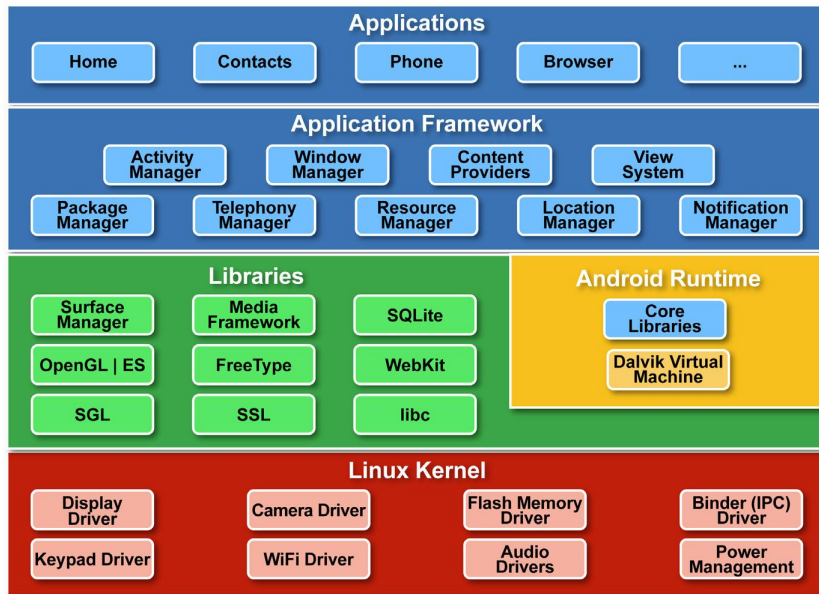 Applications
Home
Contacts
Phone
Browser
...
Application Framework
Activity
Manager
Window
Manager
Content
Providers
View
System
Package
Manager
Telephony
Manager
Resource
Manager
Location
Manager
Notification
Manager
Libraries
Surface
Manager
Media
Framework
SQLite
OpenGL | ES
FreeType
WebKit
SGL
SSL
libc
Android Runtime
Core
Libraries
Dalvik Virtual
Machine
Linux Kernel
Display
Driver
Camera Driver
Flash Memory
Driver
Binder (IPC)
Driver
Keypad Driver
WiFi Driver
Audio
Drivers
Power
Management